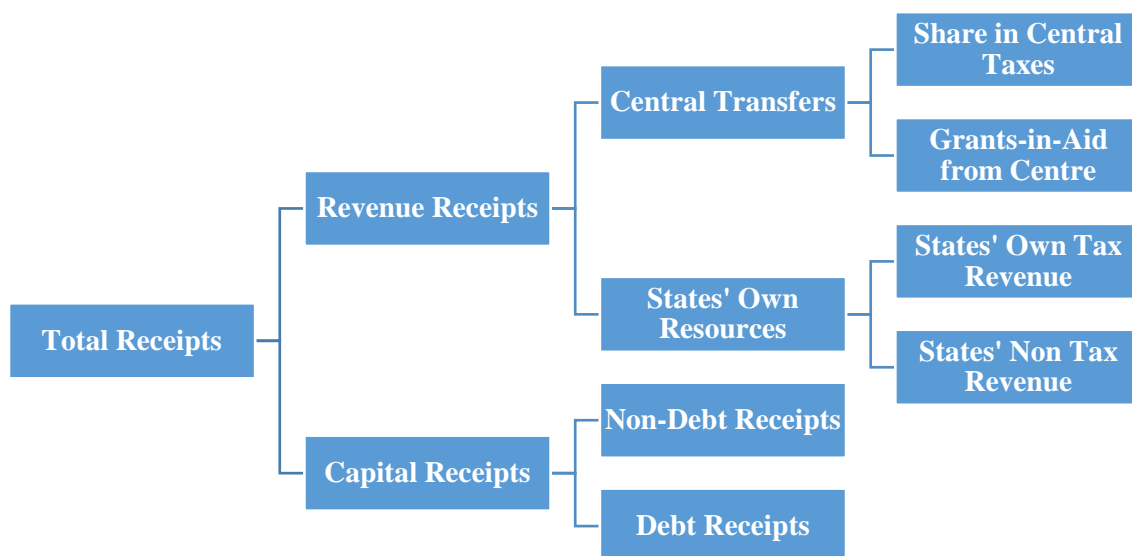 Share in Central
Taxes
Central Transfers
Grants-in-Aid
from Centre
Revenue Receipts
States' Own Tax
Revenue
States' Own
Resources
States' Non Tax
Revenue
Total Receipts
Non-Debt Receipts
Capital Receipts
Debt Receipts